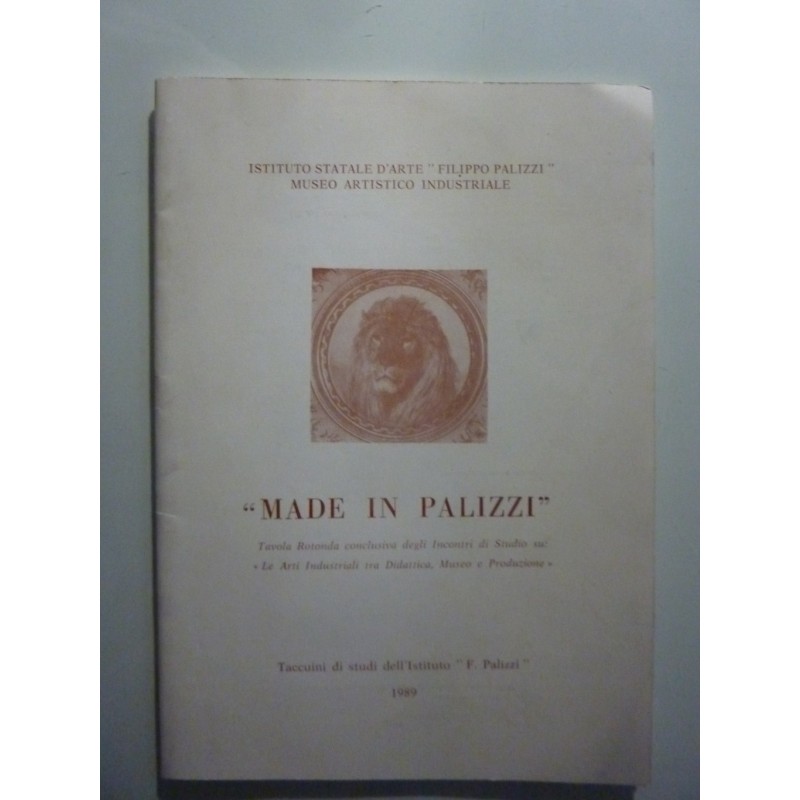 ISTITUTO STATALE D'ARTE " FILIPPO PALIZZI "
MUSEO ARTISTICO INDUSTRIALE
"MADE IN PALIZZI"
Tavola Rotonda conclusiva degli Incontri di Studio su:
« Le Arti Industriali tra Didattica, Museo e Produzione »
Taccuini di studi dell'Istituto " F. Palizzi "
1989